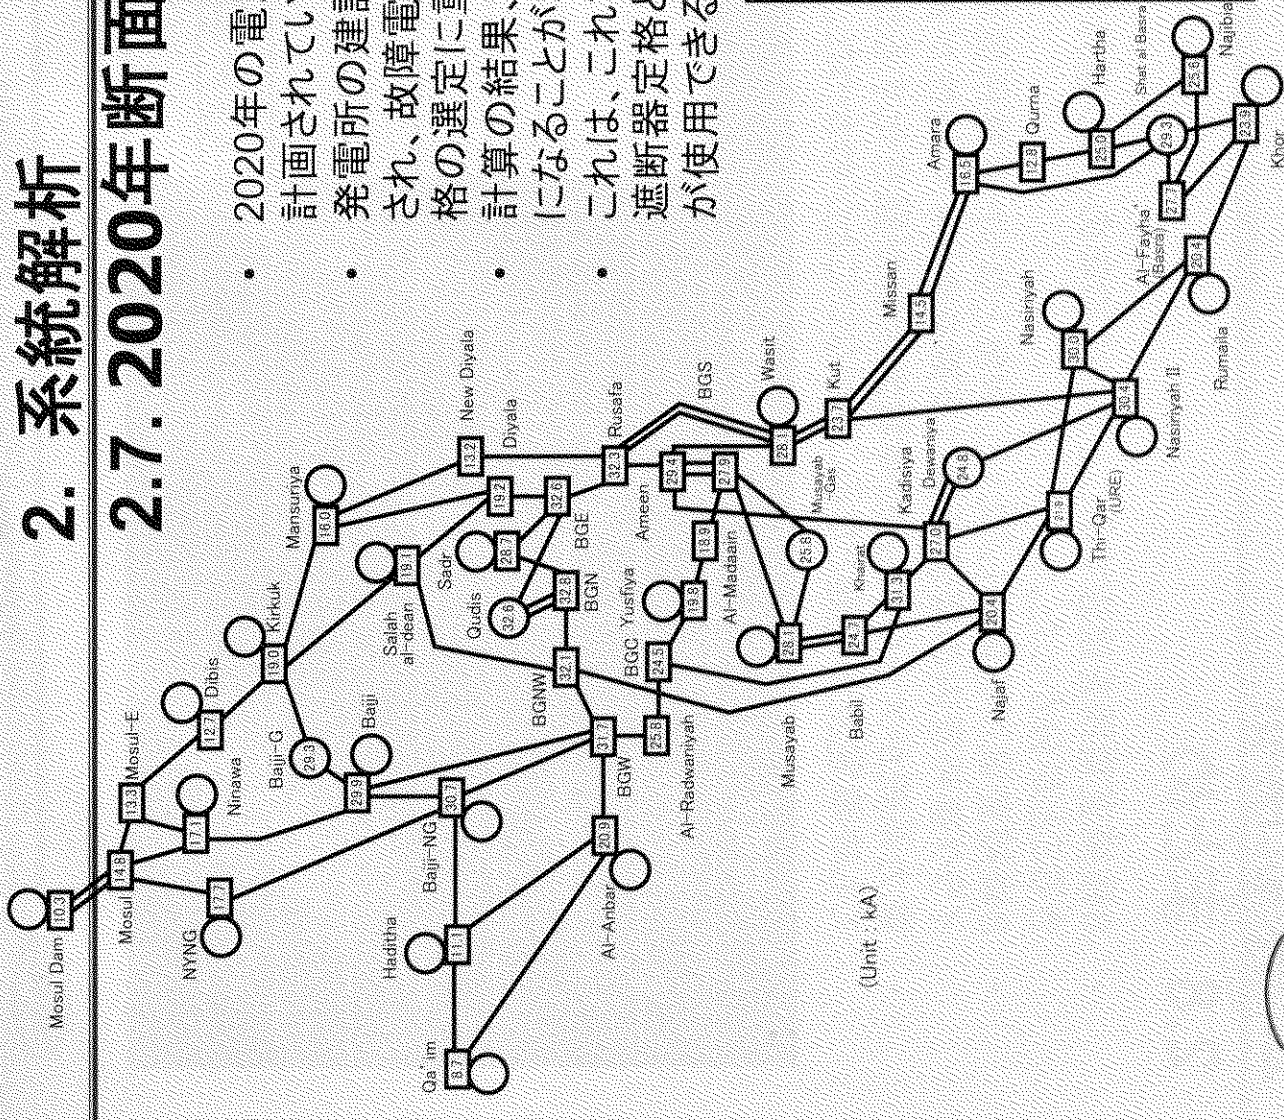 2. 系統解析
2.7. 2020年断面
• 2020年の電
計画されてい
• 発電所の建設
され、故障電
格の選定に重
• 計算の結果、
になることが
• これは、これ
遮断器定格と
が使用できる
Mosul Dam
10.3
Mosul
14.8
Mosul-E
13.3
Dibis
12.7
Ninawa
17.1
NYNG
17.7
Kirkuk
19.0
Mansunya
16.0
Baiji-G
29.3
Baiji
29.9
Baiji-NG
30.7
Salah
al-dean
19.1
New Diyala
13.2
Diyala
19.2
Sadr
Qudis
32.6
BGE
32.6
BGN
32.8
BGNW
32.1
Haditha
11.1
Qa im
8.7
Al-Anbar
20.9
BGW
31.7
Al-Radwaniyah
25.8
BGC
24.5
Yusfiya
19.8
Al-Madaain
18.9
Rusafa
32.3
Ameen
29.4
BGS
27.9
Wasit
28.1
Musayab
Gas
25.8
Musayab
28.7
Babil
24.7
Khairat
31.3
Kut
23.7
Kadisiya
27.0
Dewaniya
24.8
Najaf
20.4
Missan
14.5
Amara
16.5
Qurna
12.8
Hartha
25.0
Shat al Basra
29.3
Najibia
25.1
Al-Fayha'
(Basra)
Khor
23.9
Rumaila
20.4
Nasiriyah
30.0
Nasiriyah II
30.4
Thi-Qar
(URE)
(Unit kA)